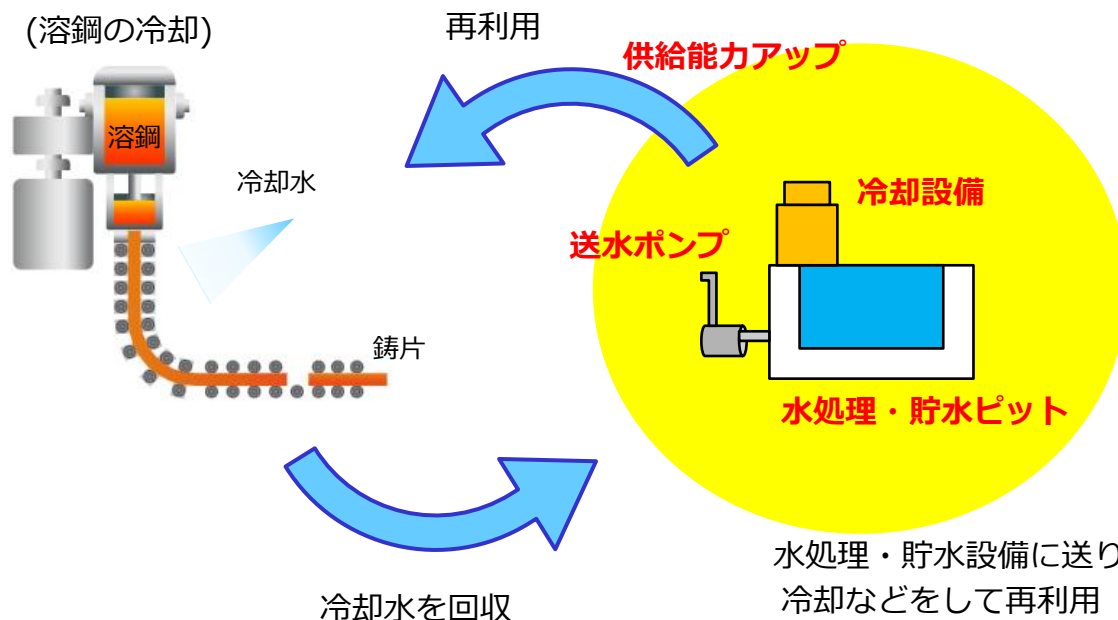 (溶鋼の冷却)
再利用
供給能力アップ
溶鋼
冷却水
冷却設備
送水ポンプ
鋳片
水処理・貯水ピット
水処理・貯水設備に送り
冷却などをして再利用
冷却水を回収